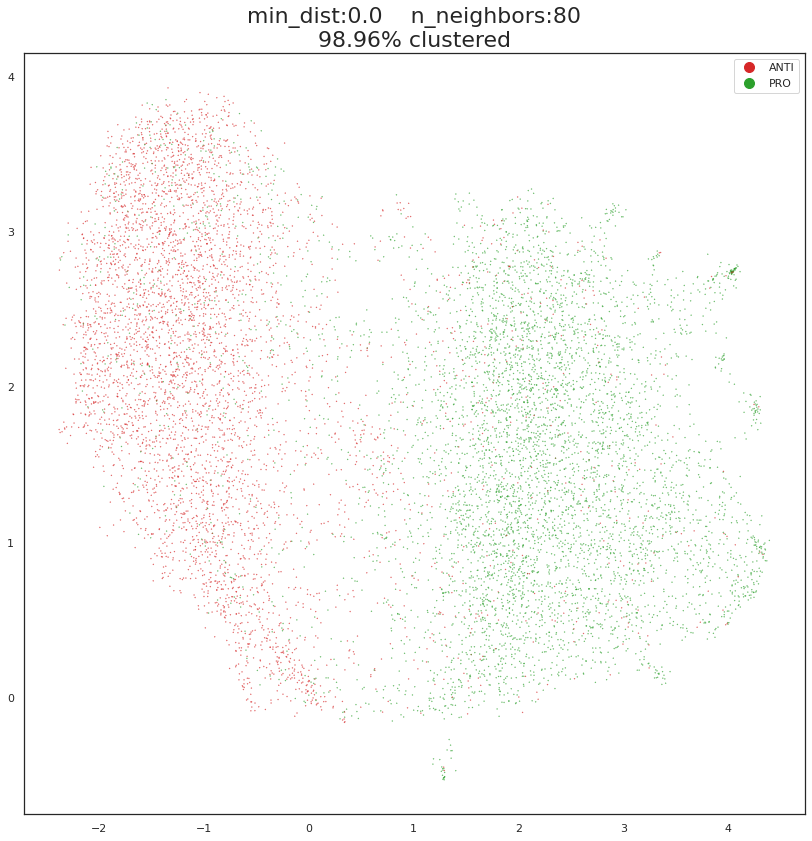 min_dist:0.0    n_neighbors:80
98.96% clustered
ANTI
PRO
4
3
2
1
0
−2 −1 0 1 2 3 4